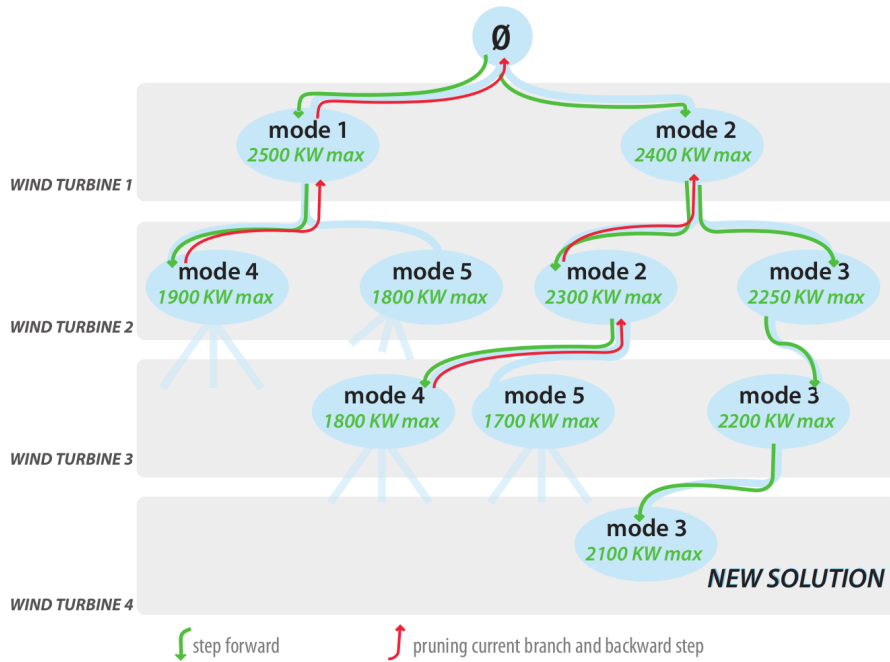 Ø
mode 1
2500 KW max
mode 2
2400 KW max
WIND TURBINE 1
mode 4
1900 KW max
mode 5
1800 KW max
mode 2
2300 KW max
mode 3
2250 KW max
WIND TURBINE 2
mode 4
1800 KW max
mode 5
1700 KW max
mode 3
2200 KW max
WIND TURBINE 3
mode 3
2100 KW max
NEW SOLUTION
WIND TURBINE 4
step forward
pruning current branch and backward step